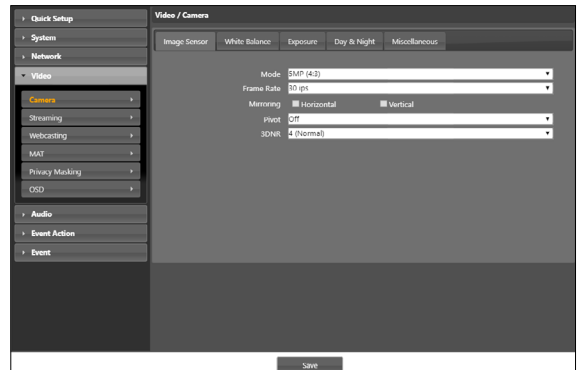 Quick Setup
System
Network
Video
Camera
Streaming
Webcasting
MAT
Privacy Masking
OSD
Audio
Event Action
Event
Video / Camera
Image Sensor White Balance Exposure Day & Night Miscellaneous
Mode 5MP (4:3)
Frame Rate 30 ips
Mirroring Horizontal Vertical
Pivot Off
3DNR 4 (Normal)
Save